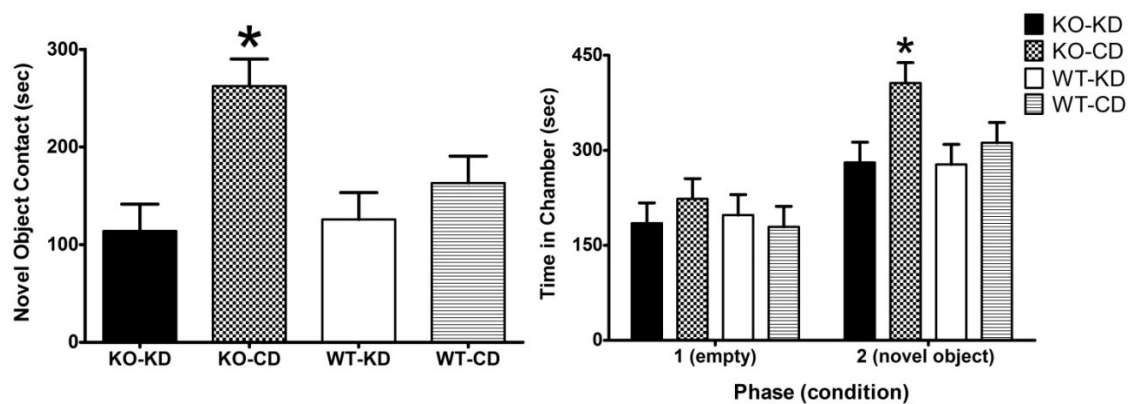 Novel Object Contact (sec)
300
200
100
0
*
KO-KD KO-CD WT-KD WT-CD
Time in Chamber (sec)
450
300
150
0
*
1 (empty) 2 (novel object)
Phase (condition)
KO-KD
KO-CD
WT-KD
WT-CD